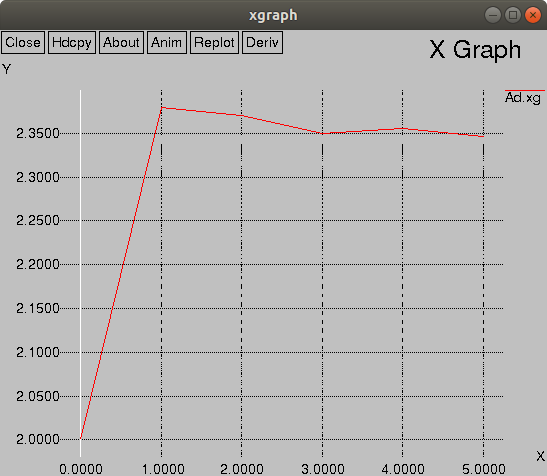 xgraph
Close Hdcpy About Anim Replot Deriv
X Graph
Y
Ad.xg
2.3500
2.3000
2.2500
2.2000
2.1500
2.1000
2.0500
2.0000
0.0000 1.0000 2.0000 3.0000 4.0000 5.0000
X